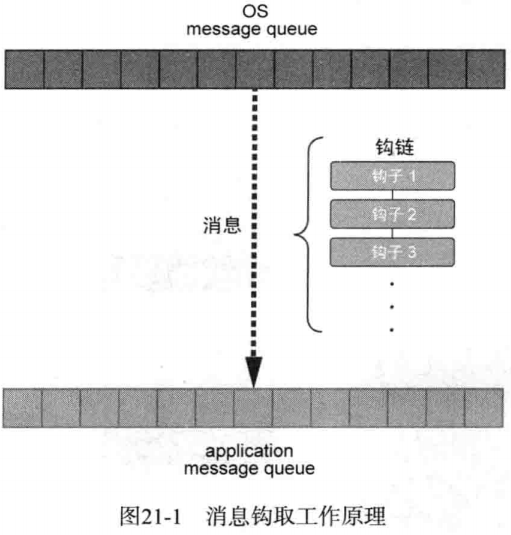 OS
message queue
钩链
钩子 1
钩子 2
钩子 3
消息
application
message queue
图21-1 消息钩取工作原理